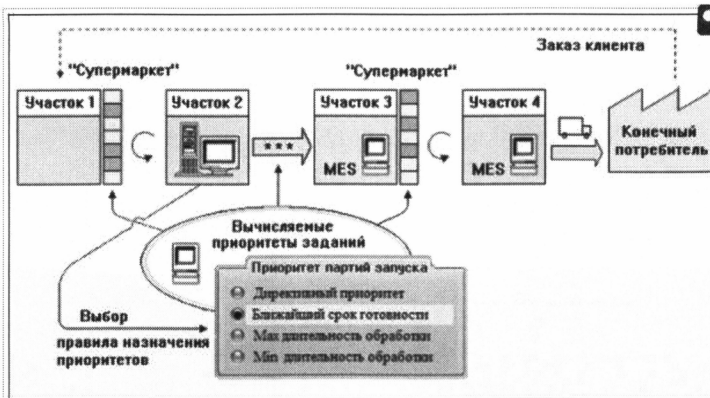 Заказ клиента
"Супермаркет"
"Супермаркет"
Участок 1
Участок 2
Участок 3
Участок 4
***
MES
MES
Конечный
потребитель
Вычисляемые
приоритеты заданий
Приоритет партий запуска
Директивный приоритет
Ближайший срок готовности
Max длительность обработки
Min длительность обработки
Выбор
правила назначения
приоритетов